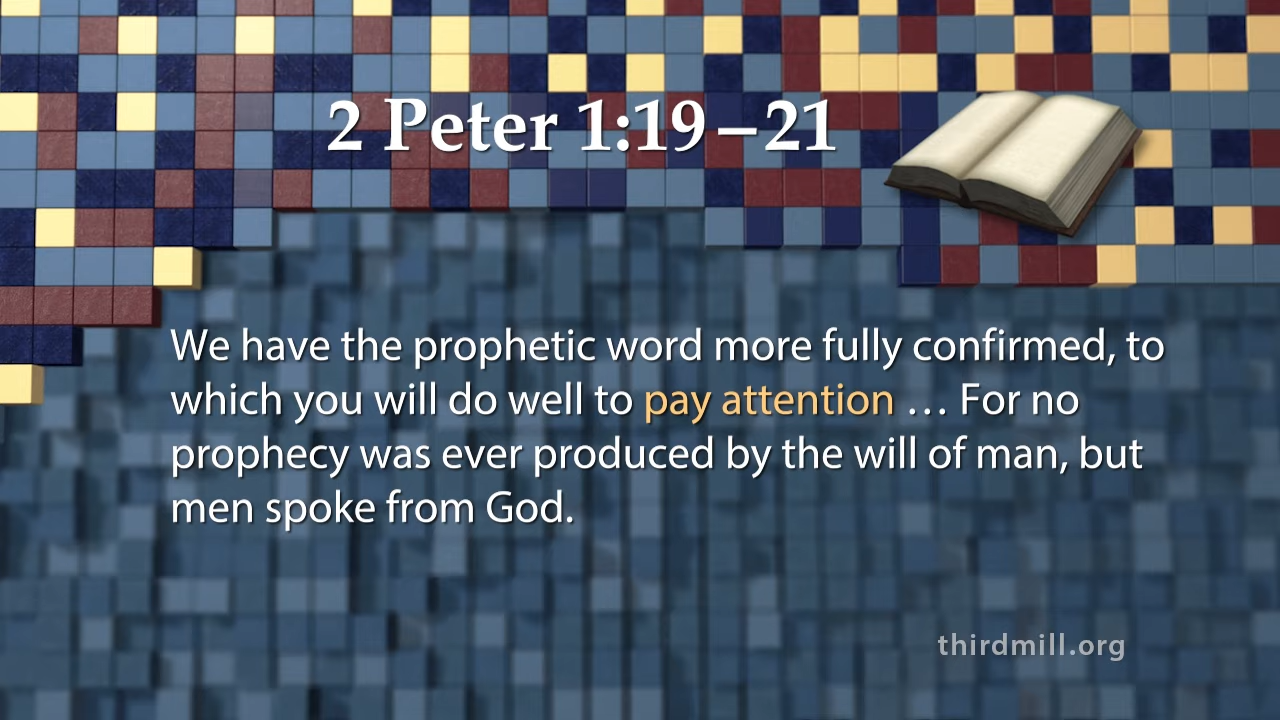 2 Peter 1:19–21
We have the prophetic word more fully confirmed, to
which you will do well to pay attention … For no
prophecy was ever produced by the will of man, but
men spoke from God.
thirdmill.org